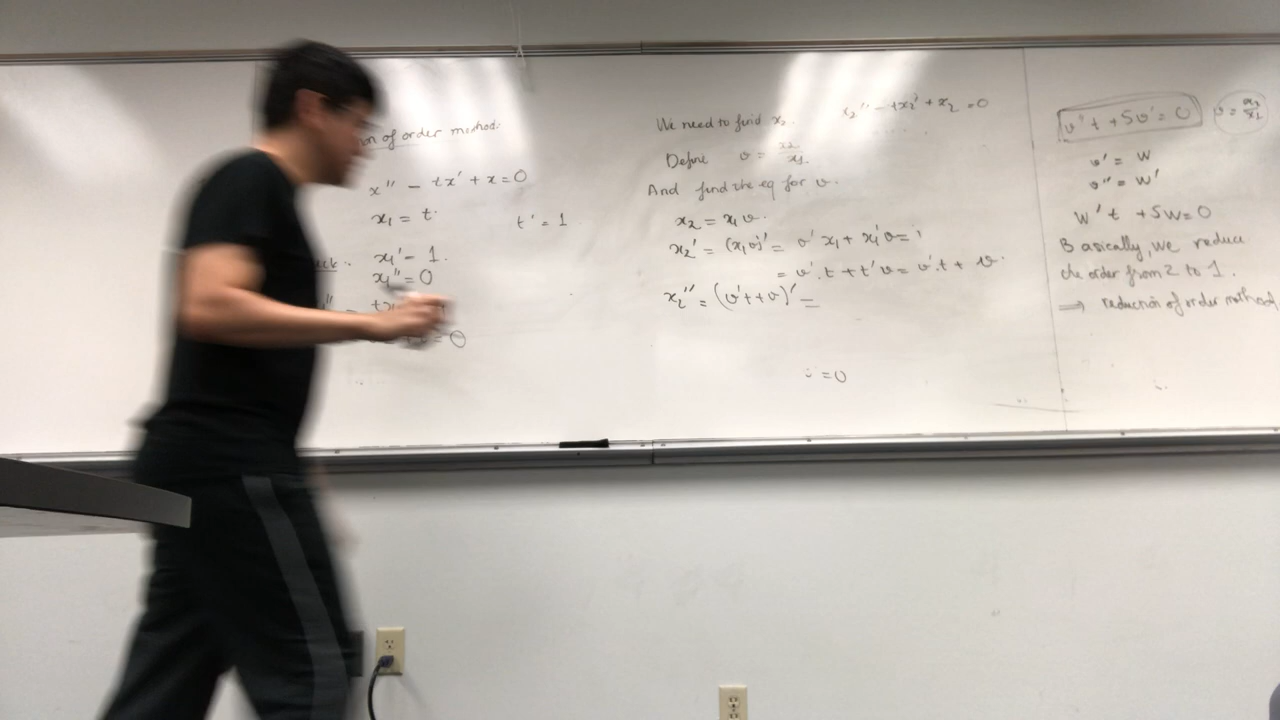 of order method:
x'' - tx' + x = 0
x₁ = t. t' = 1
x₁' = 1.
x₁'' = 0
= 0
We need to find x₂. x₂'' - tx₂' + x₂ = 0
Define v = x₂/x₁.
And find the eq for v.
x₂ = x₁v.
x₂' = (x₁v)' = v'x₁ + x₁'v =
= v'.t + t'v = v'.t + v.
x₂'' = (v't + v)' =
= 0
v''t + 5v' = 0 v = x₂/x₁
v' = W
v'' = W'
W't + 5W = 0
Basically, we reduce
the order from 2 to 1.
⟹ reduction of order method